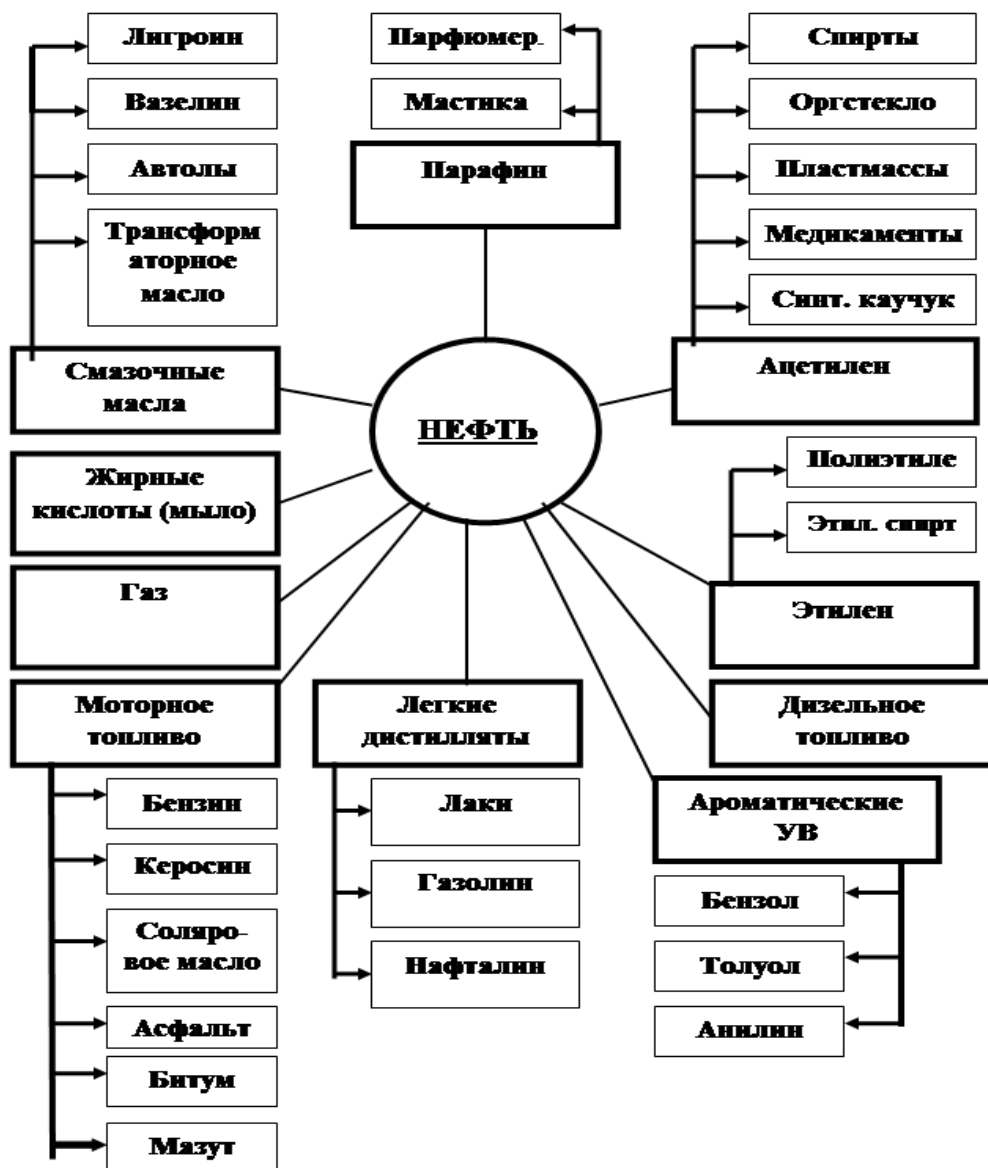 Лигроин
Вазелин
Автолы
Трансформ
аторное
масло
Смазочные
масла
Парфюмер.
Мастика
Парафин
Спирты
Оргстекло
Пластмассы
Медикаменты
Синт. каучук
Ацетилен
НЕФТЬ
Жирные
кислоты (мыло)
Газ
Полиэтиле
Этил. спирт
Этилен
Моторное
топливо
Бензин
Керосин
Соляро-
вое масло
Асфальт
Битум
Мазут
Легкие
дистилляты
Лаки
Газолин
Нафталин
Дизельное
топливо
Ароматические
УВ
Бензол
Толуол
Анилин